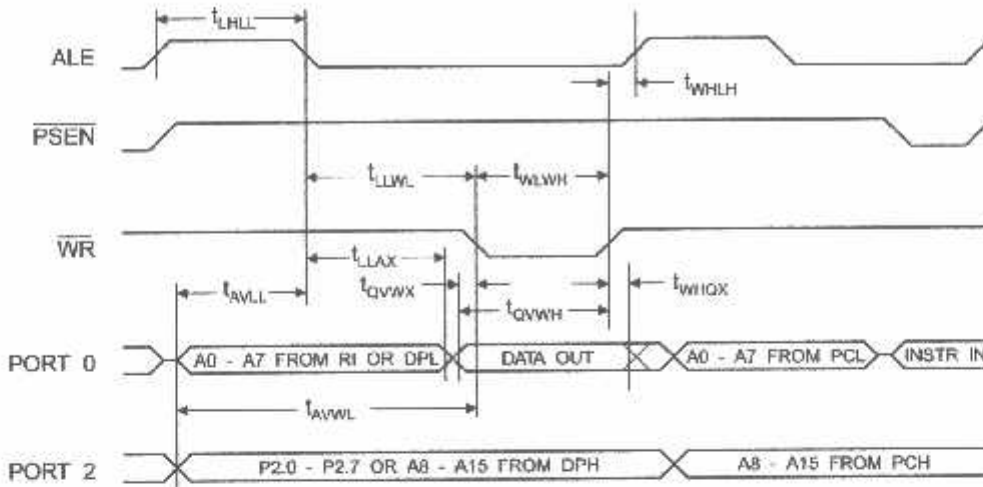 tLHLL
ALE
tWHLH
PSEN
tLLWL
tWLWH
WR
tLLAX
tAVLL
tQVWX
tWHQX
tQVWH
PORT 0
A0 - A7 FROM RI OR DPL
DATA OUT
A0 - A7 FROM PCL
INSTR IN
tAVWL
PORT 2
P2.0 - P2.7 OR A8 - A15 FROM DPH
A8 - A15 FROM PCH